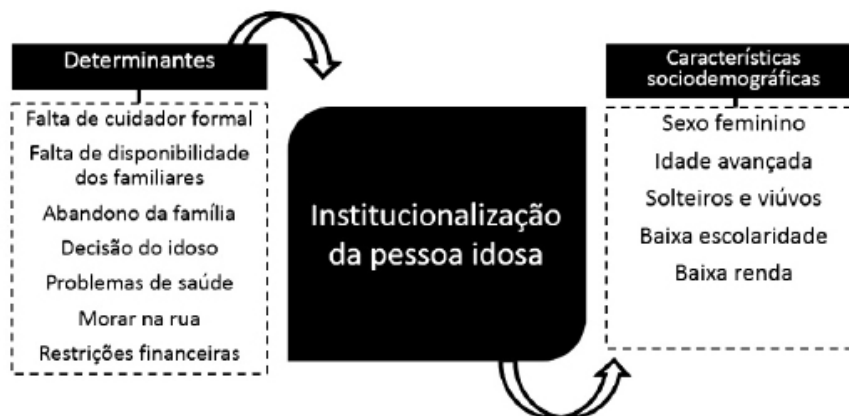 Determinantes
Falta de cuidador formal
Falta de disponibilidade
dos familiares
Abandono da família
Decisão do idoso
Problemas de saúde
Morar na rua
Restrições financeiras
Institucionalização
da pessoa idosa
Características
sociodemográficas
Sexo feminino
Idade avançada
Solteiros e viúvos
Baixa escolaridade
Baixa renda